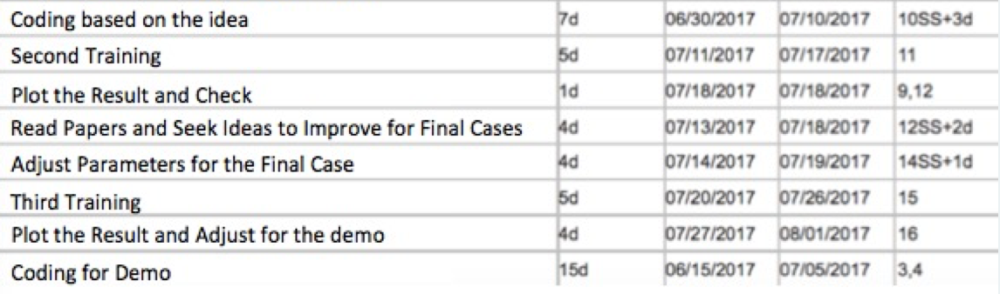 Coding based on the idea 7d 06/30/2017 07/10/2017 10SS+3d
Second Training 5d 07/11/2017 07/17/2017 11
Plot the Result and Check 1d 07/18/2017 07/18/2017 9,12
Read Papers and Seek Ideas to Improve for Final Cases 4d 07/13/2017 07/18/2017 12SS+2d
Adjust Parameters for the Final Case 4d 07/14/2017 07/19/2017 14SS+1d
Third Training 5d 07/20/2017 07/26/2017 15
Plot the Result and Adjust for the demo 4d 07/27/2017 08/01/2017 16
Coding for Demo 15d 06/15/2017 07/05/2017 3,4